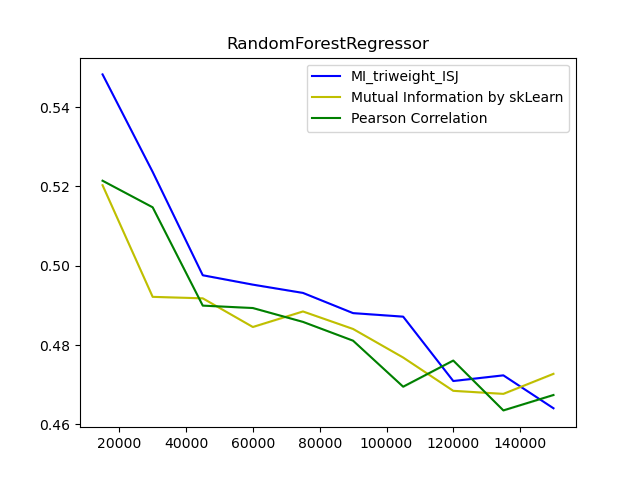 RandomForestRegressor
MI_triweight_ISJ
Mutual Information by skLearn
Pearson Correlation
0.54
0.52
0.50
0.48
0.46
20000 40000 60000 80000 100000 120000 140000